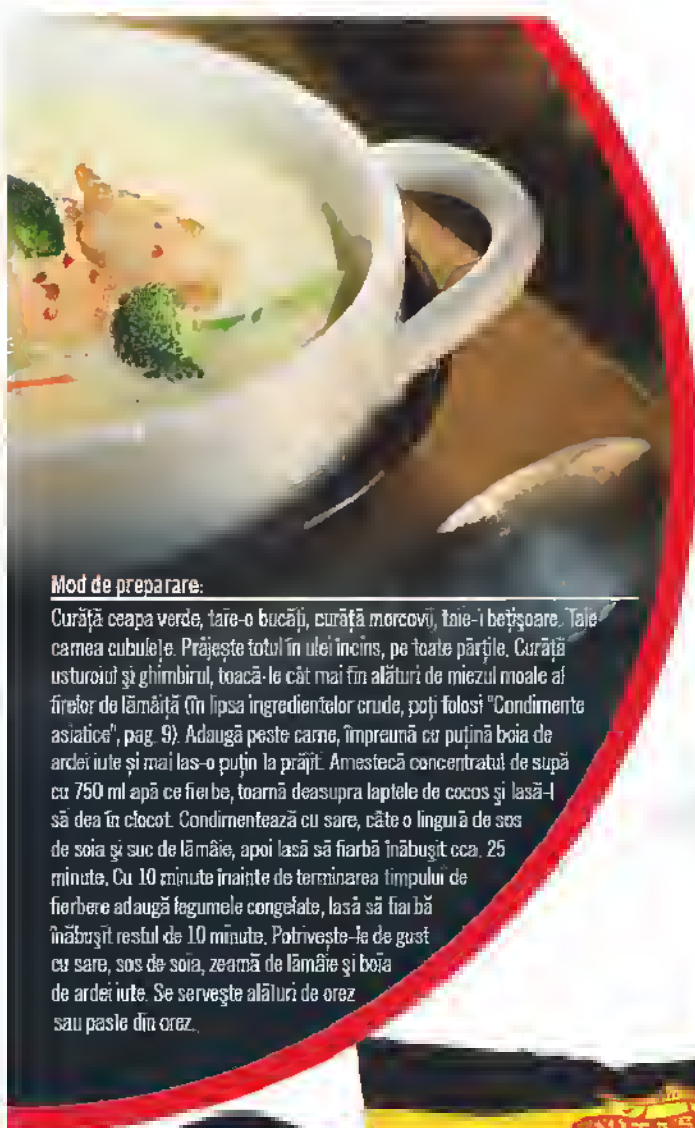 Mod de preparare:
Curăță ceapa verde, taie-o bucăți, curăță morcovii, taie-i bețișoare. Taie
carnea cubulețe. Prăjește totul în ulei încins, pe toate părțile. Curăță
usturoiul și ghimbirul, toacă-le cât mai fin alături de miezul moale al
firelor de lămâiță (în lipsa ingredientelor crude, poți folosi "Condimente
asiatice", pag. 9). Adaugă peste carne, împreună cu puțină boia de
ardei iute și mai las-o puțin la prăjit. Amestecă concentratul de supă
cu 750 ml apă ce fierbe, toarnă deasupra laptele de cocos și lasă-l
să dea în clocot. Condimentează cu sare, câte o lingură de sos
de soia și suc de lămâie, apoi lasă să fiarbă înăbușit cca. 25
minute. Cu 10 minute înainte de terminarea timpului de
fierbere adaugă legumele congelate, lasă să fiarbă
înăbușit restul de 10 minute. Potrivește-le de gust
cu sare, sos de soia, zeamă de lămâie și boia
de ardei iute. Se servește alături de orez
sau paste din orez.